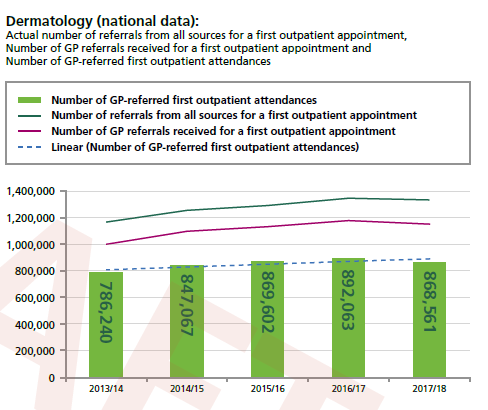 Dermatology (national data):
Actual number of referrals from all sources for a first outpatient appointment,
Number of GP referrals received for a first outpatient appointment and
Number of GP-referred first outpatient attendances
Number of GP-referred first outpatient attendances
Number of referrals from all sources for a first outpatient appointment
Number of GP referrals received for a first outpatient appointment
Linear (Number of GP-referred first outpatient attendances)
1,400,000
1,200,000
1,000,000
800,000
600,000
400,000
200,000
0
786,240
847,067
869,602
892,063
868,561
2013/14
2014/15
2015/16
2016/17
2017/18